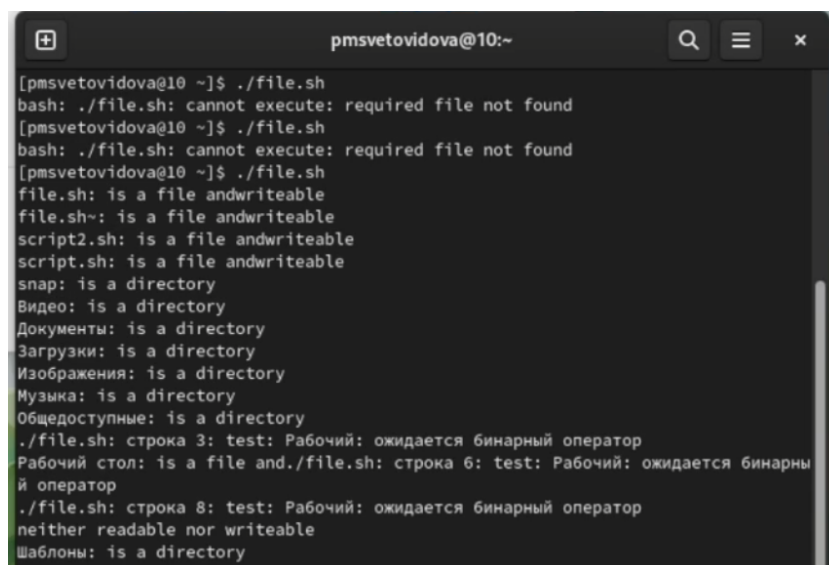 pmsvetovidova@10:~
[pmsvetovidova@10 ~]$ ./file.sh
bash: ./file.sh: cannot execute: required file not found
[pmsvetovidova@10 ~]$ ./file.sh
bash: ./file.sh: cannot execute: required file not found
[pmsvetovidova@10 ~]$ ./file.sh
file.sh: is a file andwriteable
file.sh~: is a file andwriteable
script2.sh: is a file andwriteable
script.sh: is a file andwriteable
snap: is a directory
Видео: is a directory
Документы: is a directory
Загрузки: is a directory
Изображения: is a directory
Музыка: is a directory
Общедоступные: is a directory
./file.sh: строка 3: test: Рабочий: ожидается бинарный оператор
Рабочий стол: is a file and./file.sh: строка 6: test: Рабочий: ожидается бинарны
й оператор
./file.sh: строка 8: test: Рабочий: ожидается бинарный оператор
neither readable nor writeable
Шаблоны: is a directory